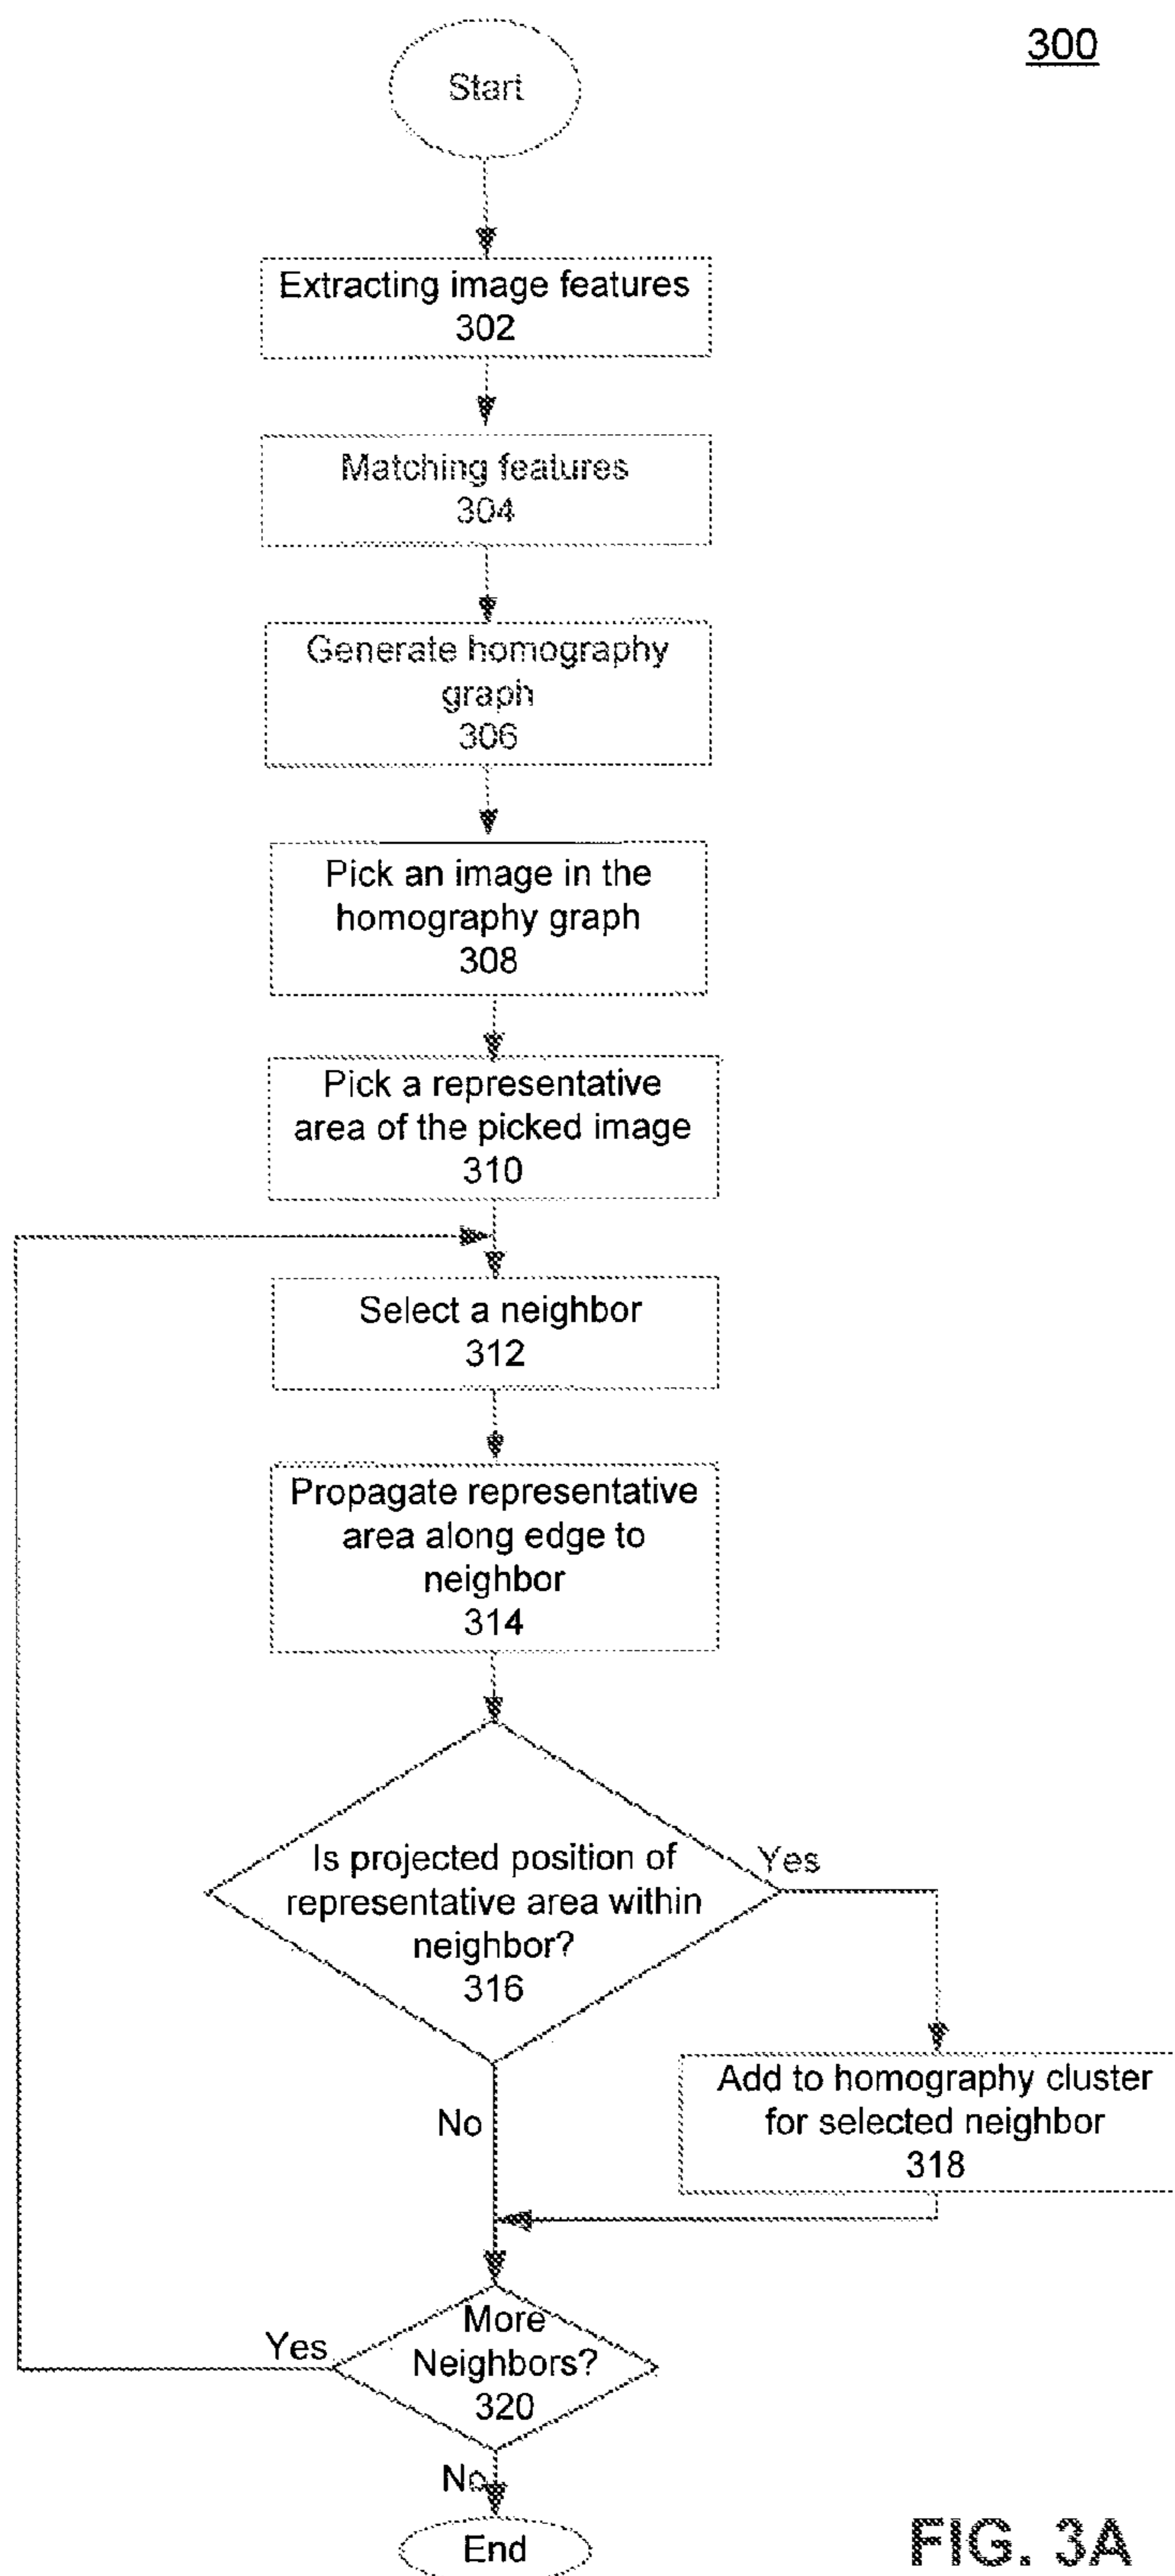 300
Start
Extracting image features
302
Matching features
304
Generate homography
graph
306
Pick an image in the
homography graph
308
Pick a representative
area of the picked image
310
Select a neighbor
312
Propagate representative
area along edge to
neighbor
314
Is projected position of
representative area within
neighbor?
316
Yes
No
Add to homography cluster
for selected neighbor
318
More
Neighbors?
320
Yes
No
End
FIG. 3A